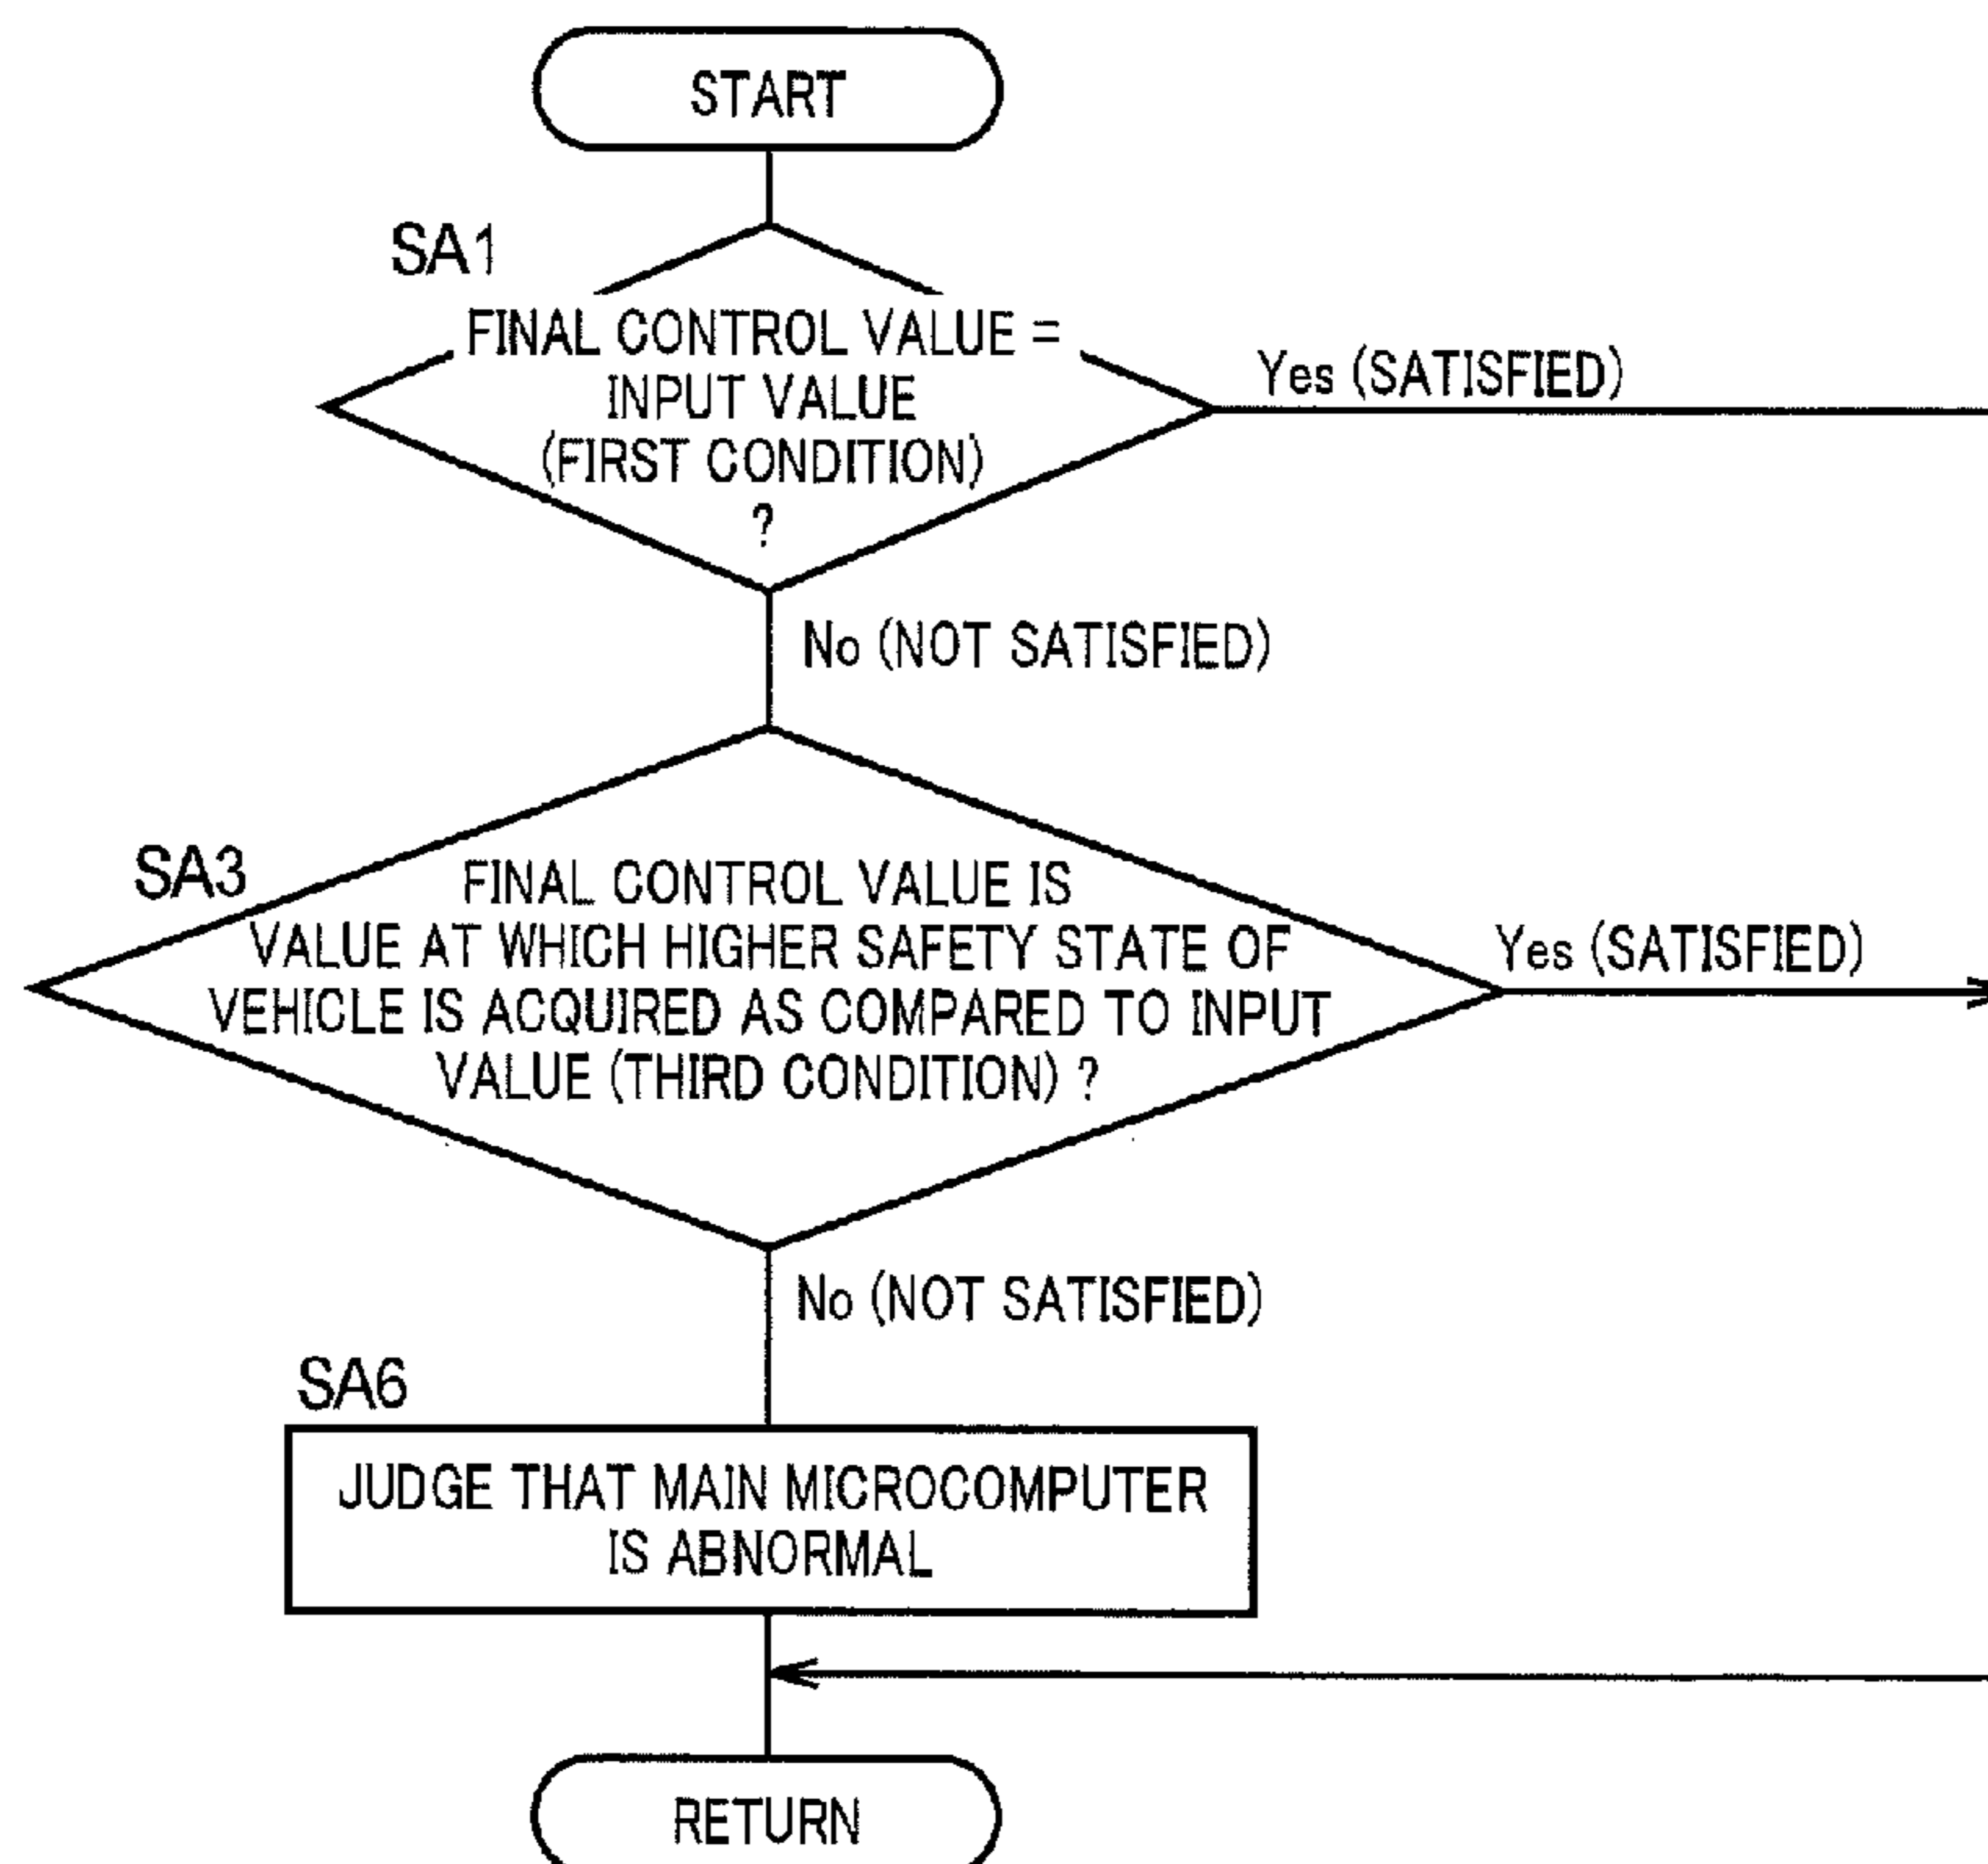 START
SA1
FINAL CONTROL VALUE =
INPUT VALUE
(FIRST CONDITION)
?
Yes (SATISFIED)
No (NOT SATISFIED)
SA3
FINAL CONTROL VALUE IS
VALUE AT WHICH HIGHER SAFETY STATE OF
VEHICLE IS ACQUIRED AS COMPARED TO INPUT
VALUE (THIRD CONDITION) ?
Yes (SATISFIED)
No (NOT SATISFIED)
SA6
JUDGE THAT MAIN MICROCOMPUTER
IS ABNORMAL
RETURN